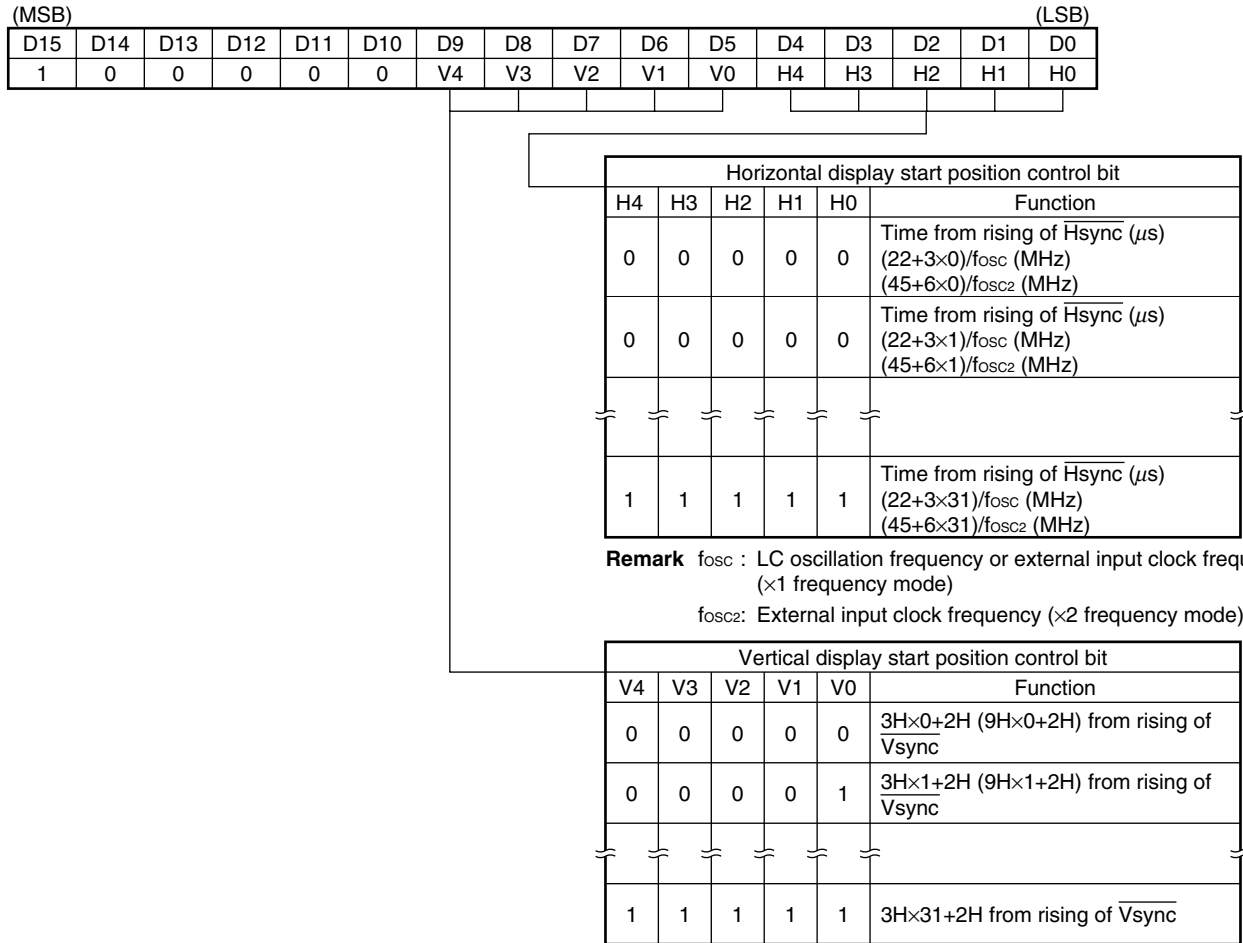 (MSB) (LSB)
D15 D14 D13 D12 D11 D10 D9 D8 D7 D6 D5 D4 D3 D2 D1 D0
1 0 0 0 0 0 V4 V3 V2 V1 V0 H4 H3 H2 H1 H0
Horizontal display start position control bit
H4 H3 H2 H1 H0 Function
0 0 0 0 0 Time from rising of Hsync (μs)
(22+3×0)/fosc (MHz)
(45+6×0)/fosc2 (MHz)
0 0 0 0 0 Time from rising of Hsync (μs)
(22+3×1)/fosc (MHz)
(45+6×1)/fosc2 (MHz)
1 1 1 1 1 Time from rising of Hsync (μs)
(22+3×31)/fosc (MHz)
(45+6×31)/fosc2 (MHz)
Remark fosc : LC oscillation frequency or external input clock
(×1 frequency mode)
fosc2: External input clock frequency (×2 frequency mode)
Vertical display start position control bit
V4 V3 V2 V1 V0 Function
0 0 0 0 0 3H×0+2H (9H×0+2H) from rising of
Vsync
0 0 0 0 1 3H×1+2H (9H×1+2H) from rising of
Vsync
1 1 1 1 1 3H×31+2H from rising of Vsync